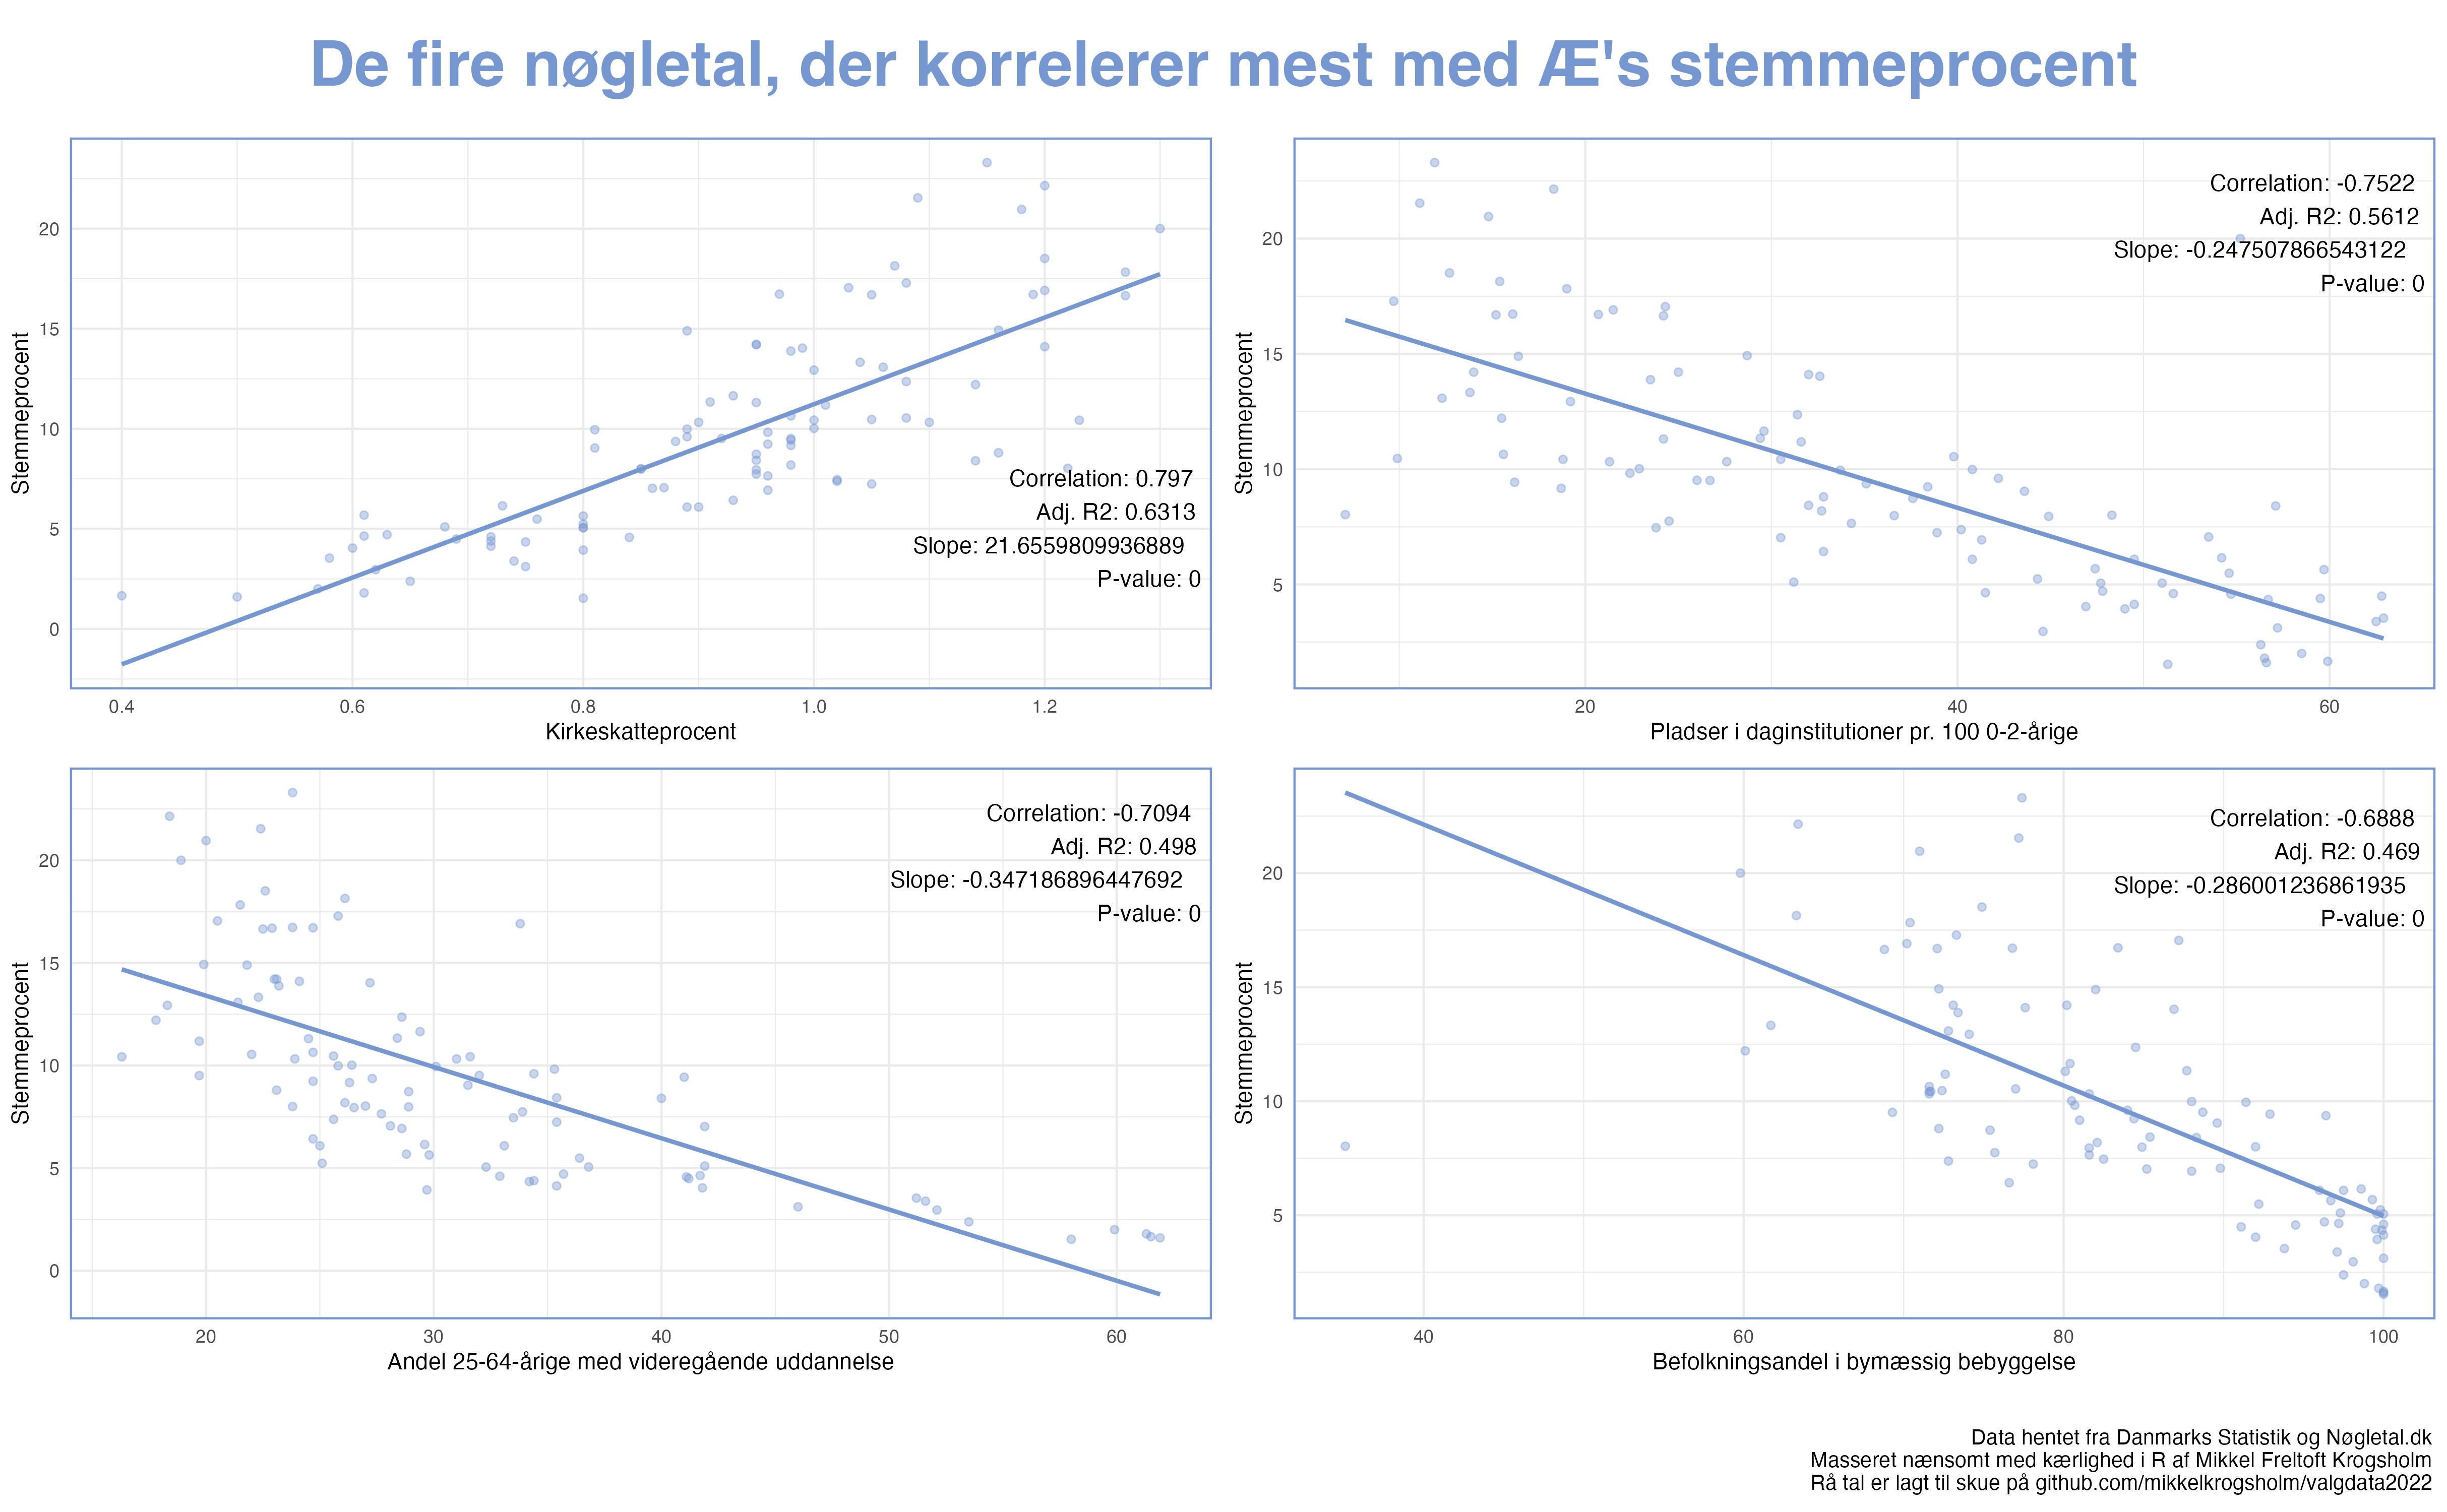 De fire nøgletal, der korrelerer mest med Æ's stemmeprocent
Stemmeprocent
20
15
10
5
0
Correlation: 0.797
Adj. R2: 0.6313
Slope: 21.6559809936889
P-value: 0
0.4
0.6
0.8
1.0
1.2
Kirkeskatteprocent
Stemmeprocent
20
15
10
5
Correlation: -0.7522
Adj. R2: 0.5612
Slope: -0.247507866543122
P-value: 0
20
40
60
Pladser i daginstitutioner pr. 100 0-2-årige
Stemmeprocent
20
15
10
5
0
Correlation: -0.7094
Adj. R2: 0.498
Slope: -0.347186896447692
P-value: 0
20
30
40
50
60
Andel 25-64-årige med videregående uddannelse
Stemmeprocent
20
15
10
5
Correlation: -0.6888
Adj. R2: 0.469
Slope: -0.286001236861935
P-value: 0
40
60
80
100
Befolkningsandel i bymæssig bebyggelse
Data hentet fra Danmarks Statistik og Nøgletal.dk
Masseret nænsomt med kærlighed i R af Mikkel Freltoft Krogsholm
Rå tal er lagt til skue på github.com/mikkelkrogsholm/valgdata2022